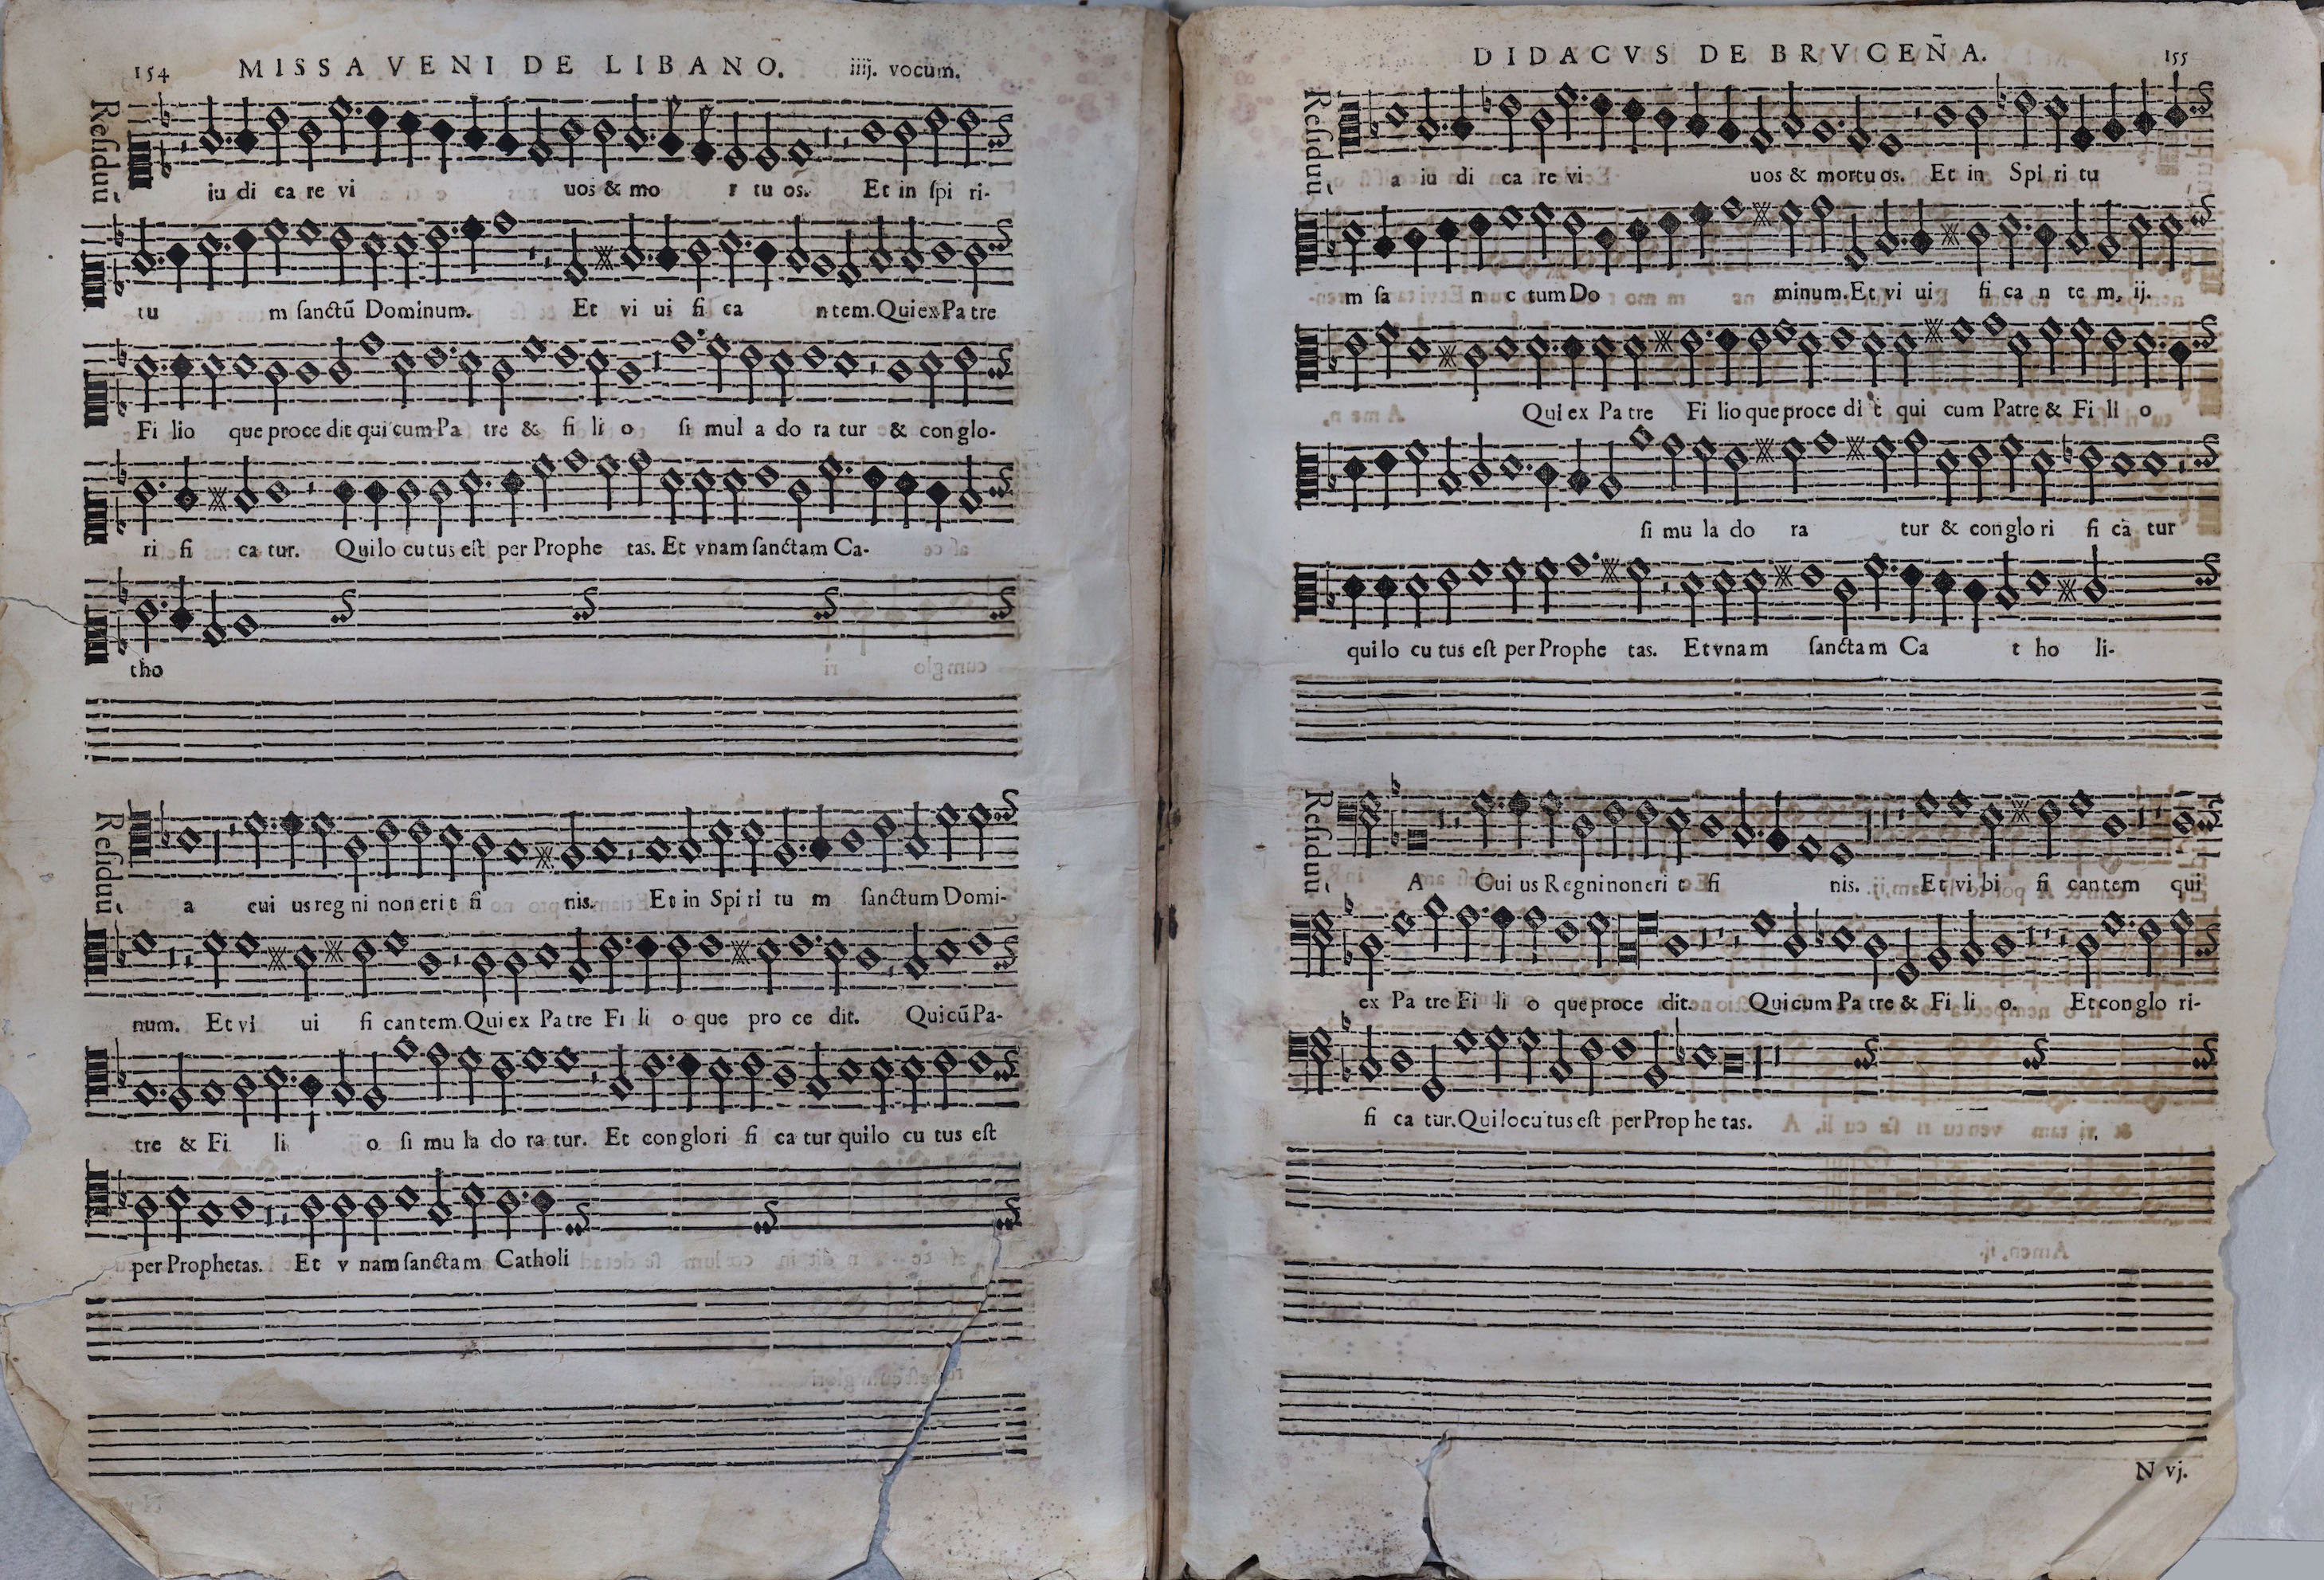 154 MISSA VENI DE LIBANO. iiij. vocum.
Residuũ
iu di ca re vi uos & mo r tu os. Et in ſpi ri-
tu m ſanctũ Dominum. Et vi ui fi ca ntem. Qui ex Pa tre
Fi lio que proce dit qui cum Pa tre & fi li o ſi mul a do ra tur & conglo-
ri fi ca tur. Qui lo cu tus eſt per Prophe tas. Et vnam ſanctam Ca-
tho
Reſiduũ
a cui us reg ni non eri t fi nis. Et in Spi ri tu m ſanctum Domi-
num. Et vi ui fi can tem. Qui ex Pa tre Fi li o que pro ce dit. Qui cũ Pa-
tre & Fi li o ſi mu la do ra tur. Et conglori fi ca tur qui lo cu tus eſt
per Prophetas. Et v nam ſanctam Catholi
DIDACVS DE BRVCEÑA. 155
Reſiduũ
a iu di ca re vi uos & mortu os. Et in Spi ri tu
m ſa n c tum Do minum. Et vi ui fi ca n te m, ij.
Qui ex Pa tre Fi lio que proce di t qui cum Patre & Fi li o
ſi mu la do ra tur & conglo ri fi ca tur
qui lo cu tus eſt per Prophe tas. Et vnam ſanctam Ca t ho li-
Reſiduũ
A Cui us Regni non eri t fi nis. Et vi bi fi can tem qui
ex Pa tre Fi li o que proce dit. Qui cum Pa tre & Fi li o. Et conglo ri-
fi ca tur. Qui locu tus eſt per Prop he tas.
N vj.